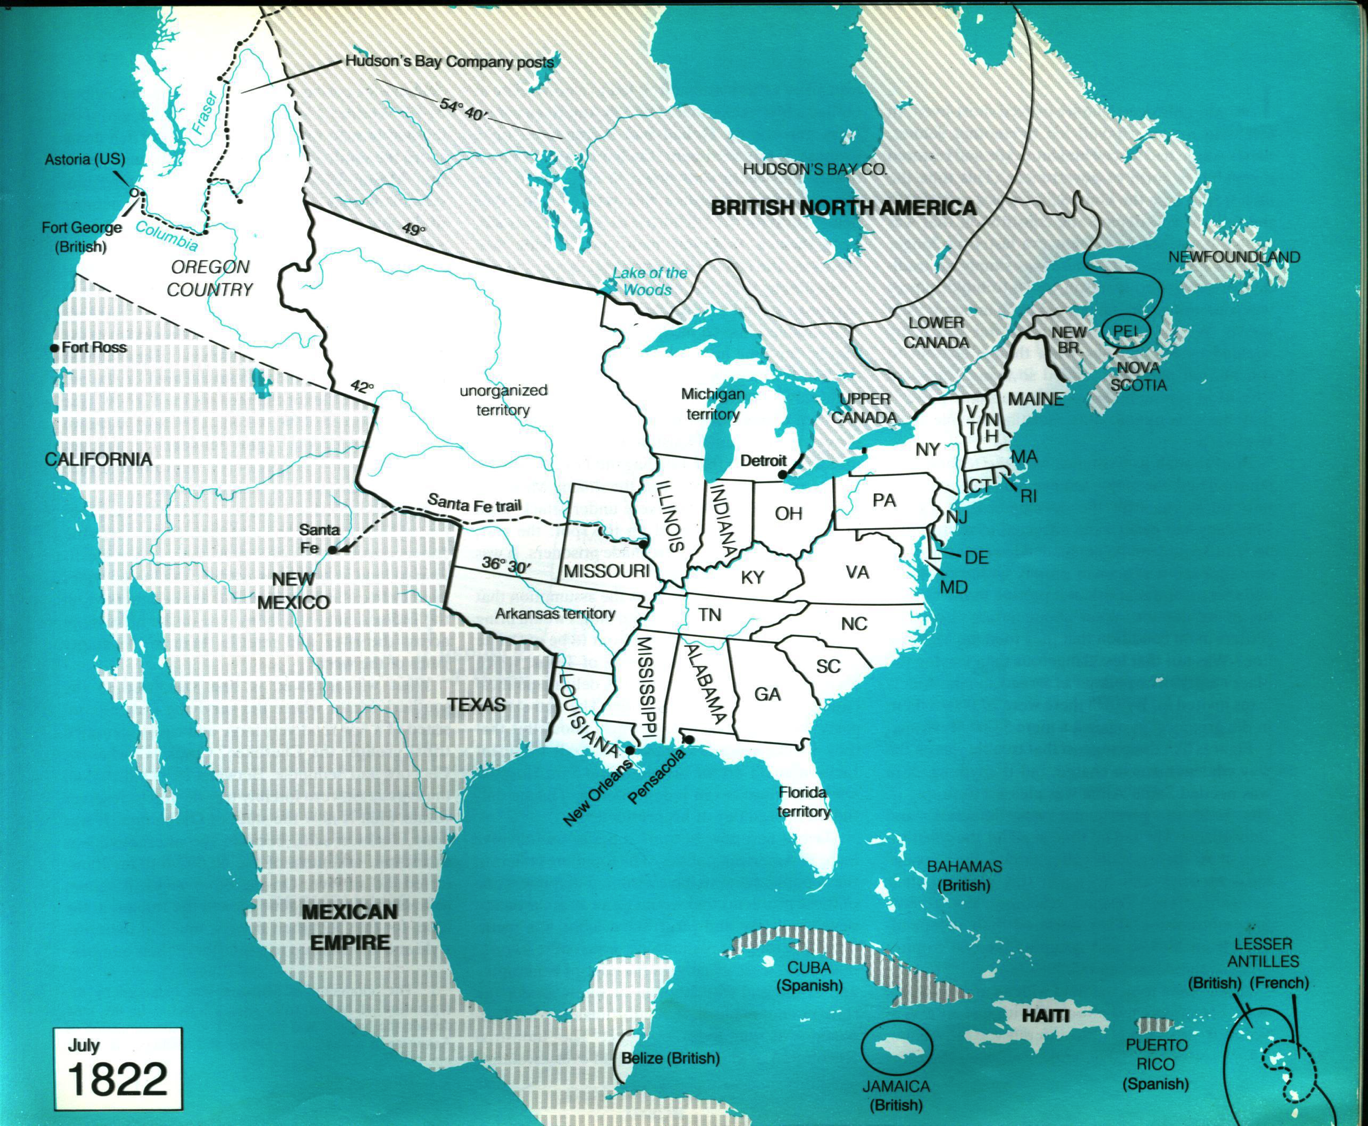 Hudson's Bay Company posts
54° 40′
Fraser
Astoria (US)
Fort George
(British)
Columbia
OREGON
COUNTRY
49°
HUDSON'S BAY CO.
BRITISH NORTH AMERICA
Lake of the
Woods
NEWFOUNDLAND
LOWER
CANADA
NEW
BR.
PEI
NOVA
SCOTIA
Fort Ross
42°
unorganized
territory
Michigan
territory
UPPER
CANADA
MAINE
VT
NH
NY
MA
CT
RI
CALIFORNIA
Detroit
PA
NJ
Santa Fe trail
ILLINOIS
INDIANA
OH
Santa
Fe
DE
MD
36° 30′
MISSOURI
KY
VA
NEW
MEXICO
Arkansas territory
TN
NC
SC
TEXAS
LOUISIANA
MISSISSIPPI
ALABAMA
GA
New Orleans
Pensacola
Florida
territory
BAHAMAS
(British)
MEXICAN
EMPIRE
CUBA
(Spanish)
LESSER
ANTILLES
(British) (French)
HAITI
Belize (British)
JAMAICA
(British)
PUERTO
RICO
(Spanish)
July
1822